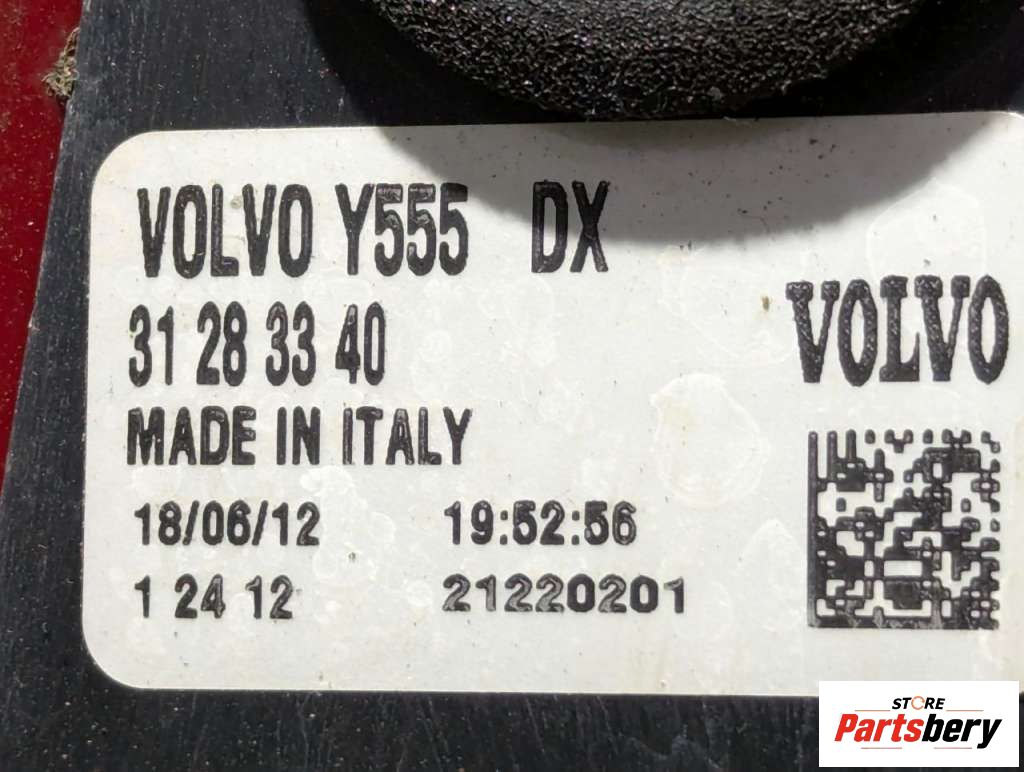 VOLVO Y555 DX
31 28 33 40
VOLVO
MADE IN ITALY
18/06/12 19:52:56
1 24 12 21220201
STORE
Partsbery